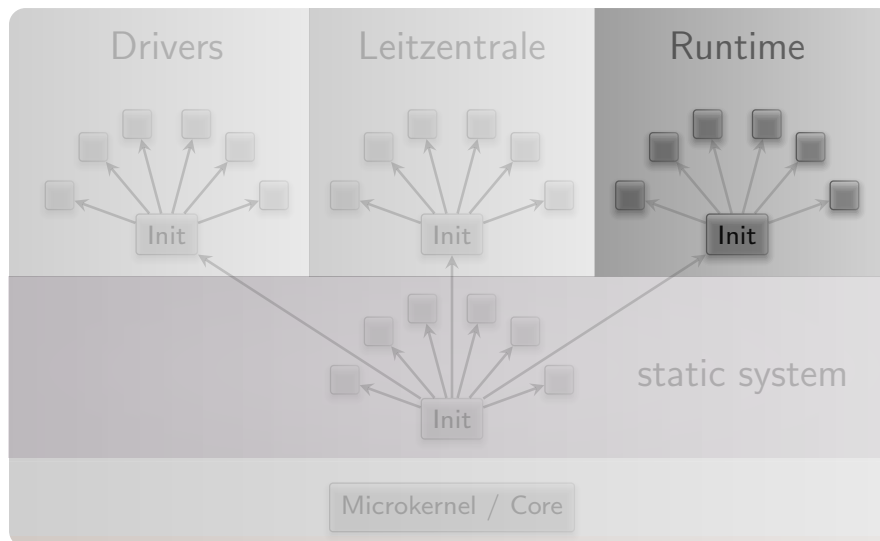 Drivers
Leitzentrale
Runtime
Init
Init
Init
static system
Init
Microkernel / Core